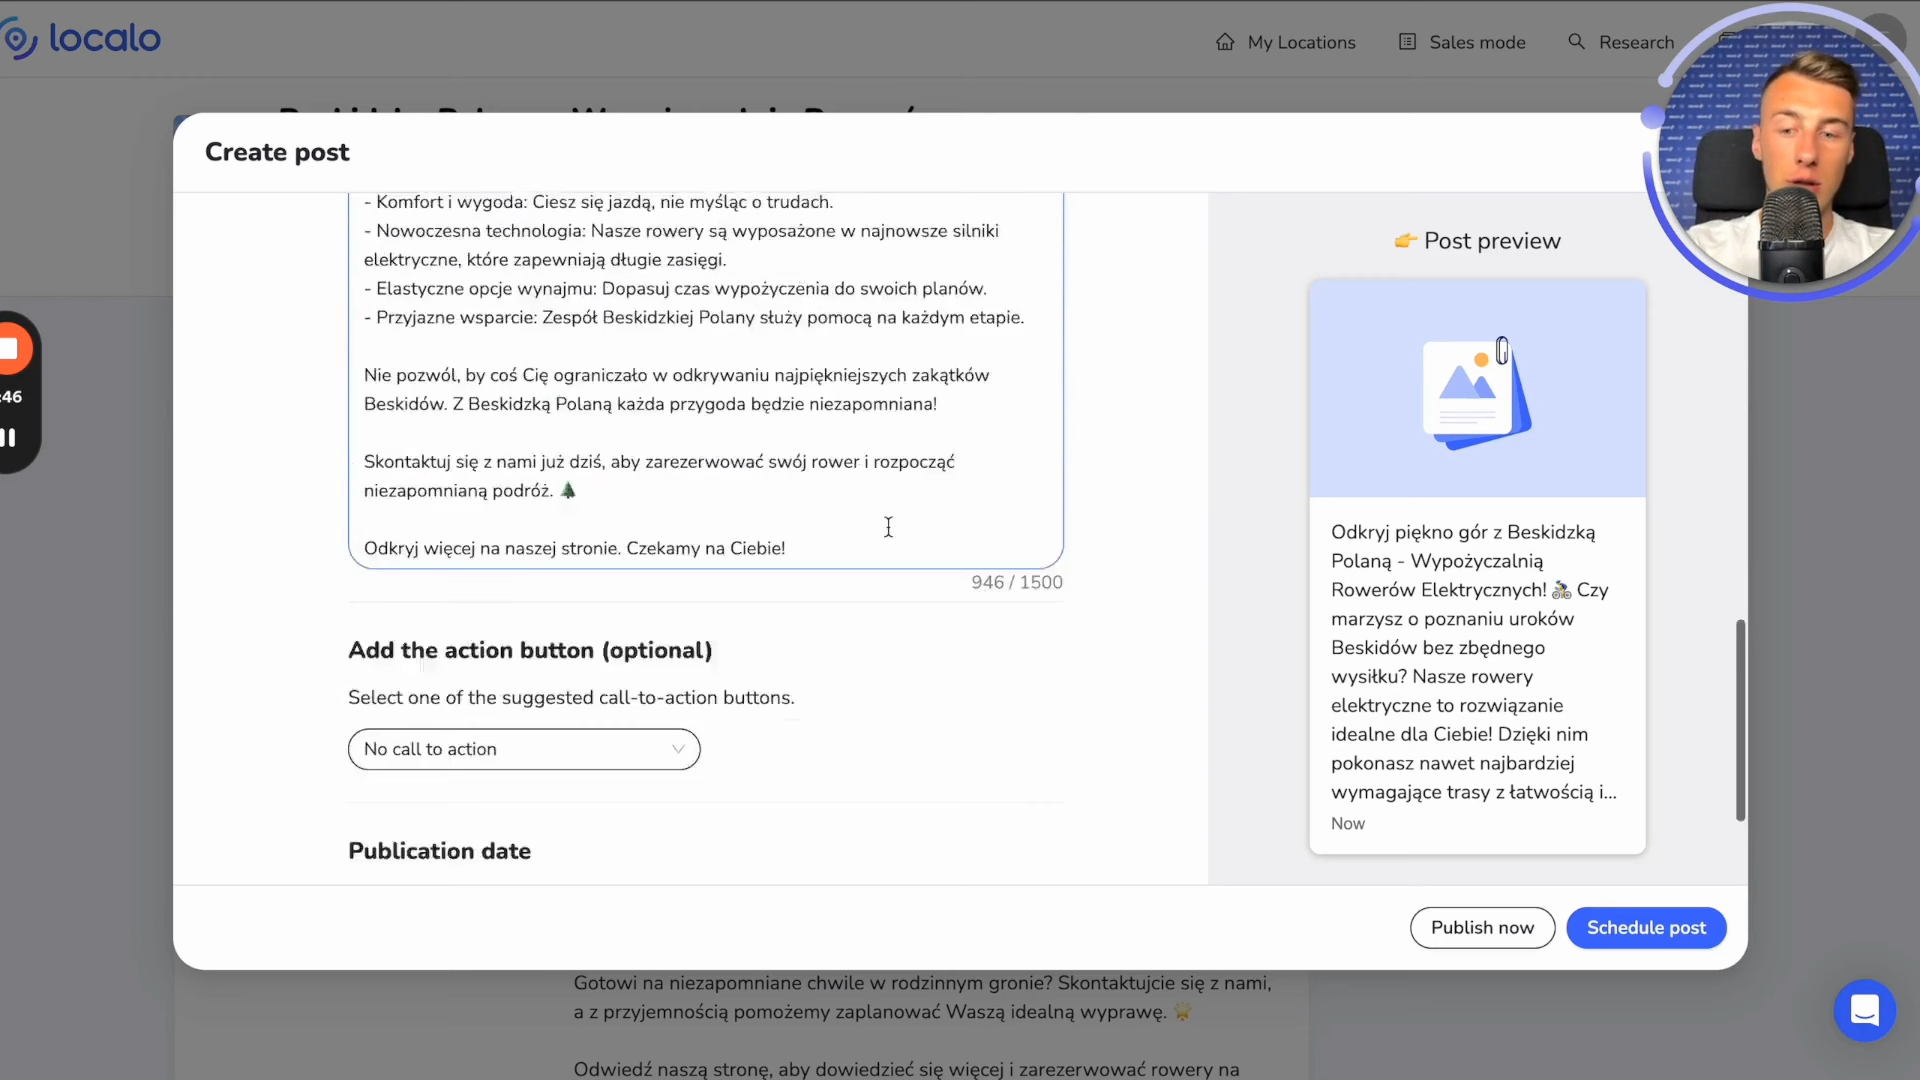 localo
My Locations
Sales mode
Research
Create post
- Komfort i wygoda: Ciesz się jazdą, nie myśląc o trudach.
- Nowoczesna technologia: Nasze rowery są wyposażone w najnowsze silniki
elektryczne, które zapewniają długie zasięgi.
- Elastyczne opcje wynajmu: Dopasuj czas wypożyczenia do swoich planów.
- Przyjazne wsparcie: Zespół Beskidzkiej Polany służy pomocą na każdym etapie.
Nie pozwól, by coś Cię ograniczało w odkrywaniu najpiękniejszych zakątków
Beskidów. Z Beskidzką Polaną każda przygoda będzie niezapomniana!
Skontaktuj się z nami już dziś, aby zarezerwować swój rower i rozpocząć
niezapomnianą podróż. 🌲
Odkryj więcej na naszej stronie. Czekamy na Ciebie!
946 / 1500
Add the action button (optional)
Select one of the suggested call-to-action buttons.
No call to action
Publication date
👉 Post preview
Odkryj piękno gór z Beskidzką
Polaną - Wypożyczalnią
Rowerów Elektrycznych! 🚴 Czy
marzysz o poznaniu uroków
Beskidów bez zbędnego
wysiłku? Nasze rowery
elektryczne to rozwiązanie
idealne dla Ciebie! Dzięki nim
pokonasz nawet najbardziej
wymagające trasy z łatwością i...
Now
Publish now
Schedule post
:46
Gotowi na niezapomniane chwile w rodzinnym gronie? Skontaktujcie się z nami,
a z przyjemnością pomożemy zaplanować Waszą idealną wyprawę. 🌟
Odwiedź naszą stronę, aby dowiedzieć się więcej i zarezerwować rowery na